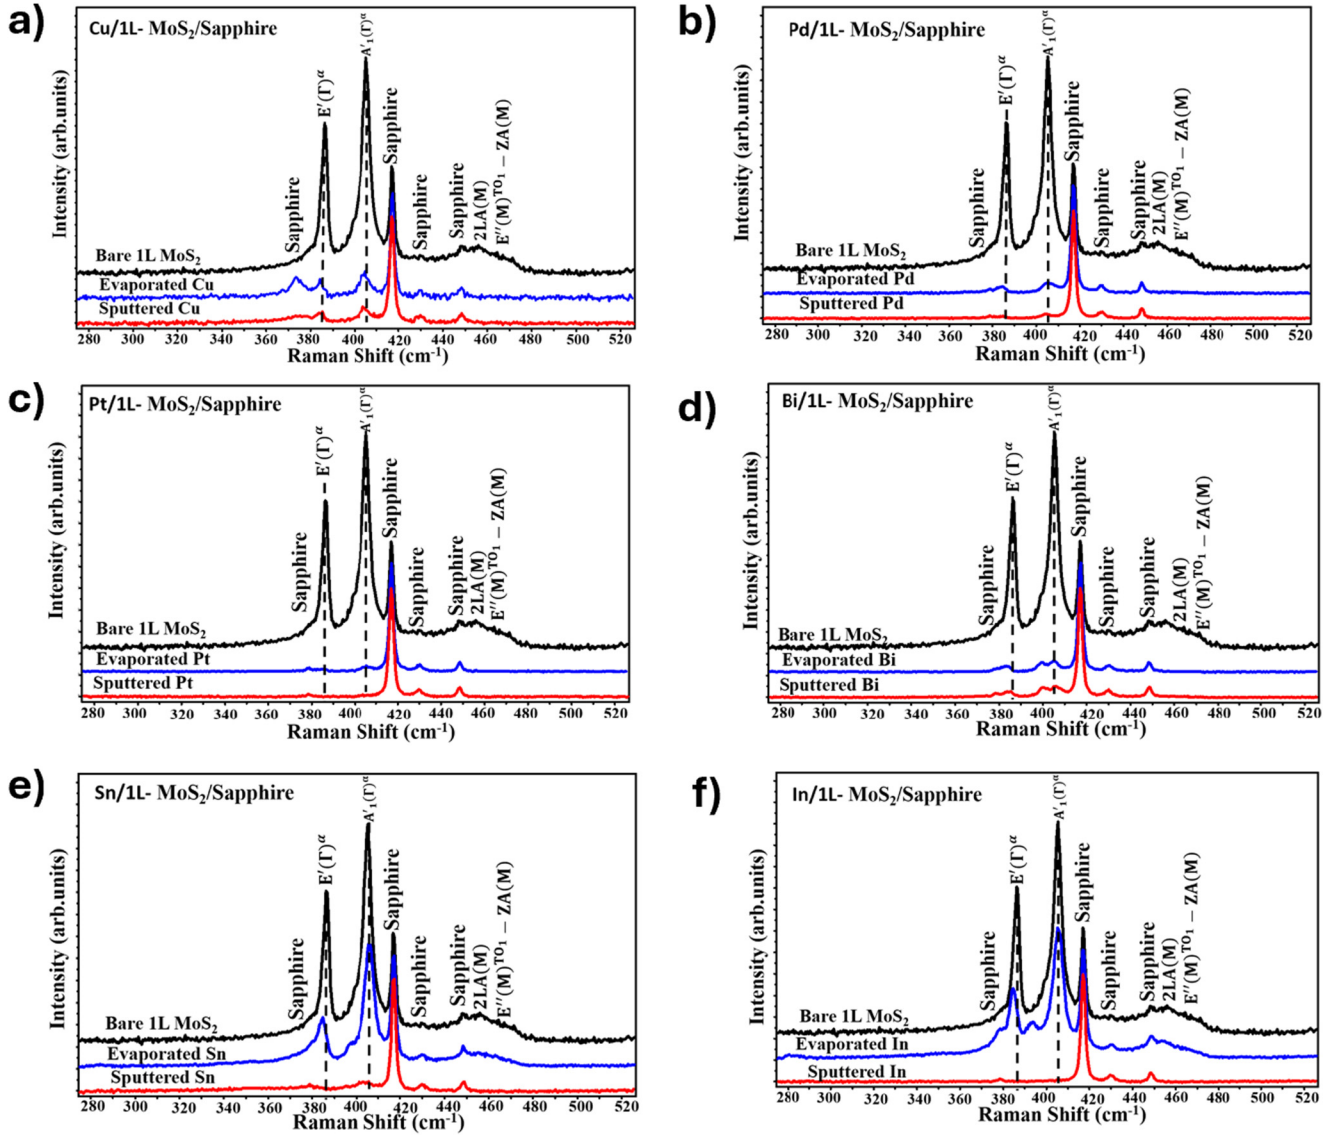 a)
Cu/1L- MoS₂/Sapphire
Intensity (arb.units)
Sapphire
E′(Γ)ᵅ
A′₁(Γ)ᵅ
Sapphire
Sapphire
Sapphire
2LA(M)
E′′(M)ᵀᴼ₁ − ZA(M)
Bare 1L MoS₂
Evaporated Cu
Sputtered Cu
280 300 320 340 360 380 400 420 440 460 480 500 520
Raman Shift (cm⁻¹)
b)
Pd/1L- MoS₂/Sapphire
Intensity (arb.units)
Sapphire
E′(Γ)ᵅ
A′₁(Γ)ᵅ
Sapphire
Sapphire
Sapphire
2LA(M)
E′′(M)ᵀᴼ₁ − ZA(M)
Bare 1L MoS₂
Evaporated Pd
Sputtered Pd
280 300 320 340 360 380 400 420 440 460 480 500 520
Raman Shift (cm⁻¹)
c)
Pt/1L- MoS₂/Sapphire
Intensity (arb.units)
Sapphire
E′(Γ)ᵅ
A′₁(Γ)ᵅ
Sapphire
Sapphire
Sapphire
2LA(M)
E′′(M)ᵀᴼ₁ − ZA(M)
Bare 1L MoS₂
Evaporated Pt
Sputtered Pt
280 300 320 340 360 380 400 420 440 460 480 500 520
Raman Shift (cm⁻¹)
d)
Bi/1L- MoS₂/Sapphire
Intensity (arb.units)
Sapphire
E′(Γ)ᵅ
A′₁(Γ)ᵅ
Sapphire
Sapphire
Sapphire
2LA(M)
E′′(M)ᵀᴼ₁ − ZA(M)
Bare 1L MoS₂
Evaporated Bi
Sputtered Bi
280 300 320 340 360 380 400 420 440 460 480 500 520
Raman Shift (cm⁻¹)
e)
Sn/1L- MoS₂/Sapphire
Intensity (arb.units)
Sapphire
E′(Γ)ᵅ
A′₁(Γ)ᵅ
Sapphire
Sapphire
Sapphire
2LA(M)
E′′(M)ᵀᴼ₁ − ZA(M)
Bare 1L MoS₂
Evaporated Sn
Sputtered Sn
280 300 320 340 360 380 400 420 440 460 480 500 520
Raman Shift (cm⁻¹)
f)
In/1L- MoS₂/Sapphire
Intensity (arb.units)
Sapphire
E′(Γ)ᵅ
A′₁(Γ)ᵅ
Sapphire
Sapphire
Sapphire
2LA(M)
E′′(M)ᵀᴼ₁ − ZA(M)
Bare 1L MoS₂
Evaporated In
Sputtered In
280 300 320 340 360 380 400 420 440 460 480 500 520
Raman Shift (cm⁻¹)